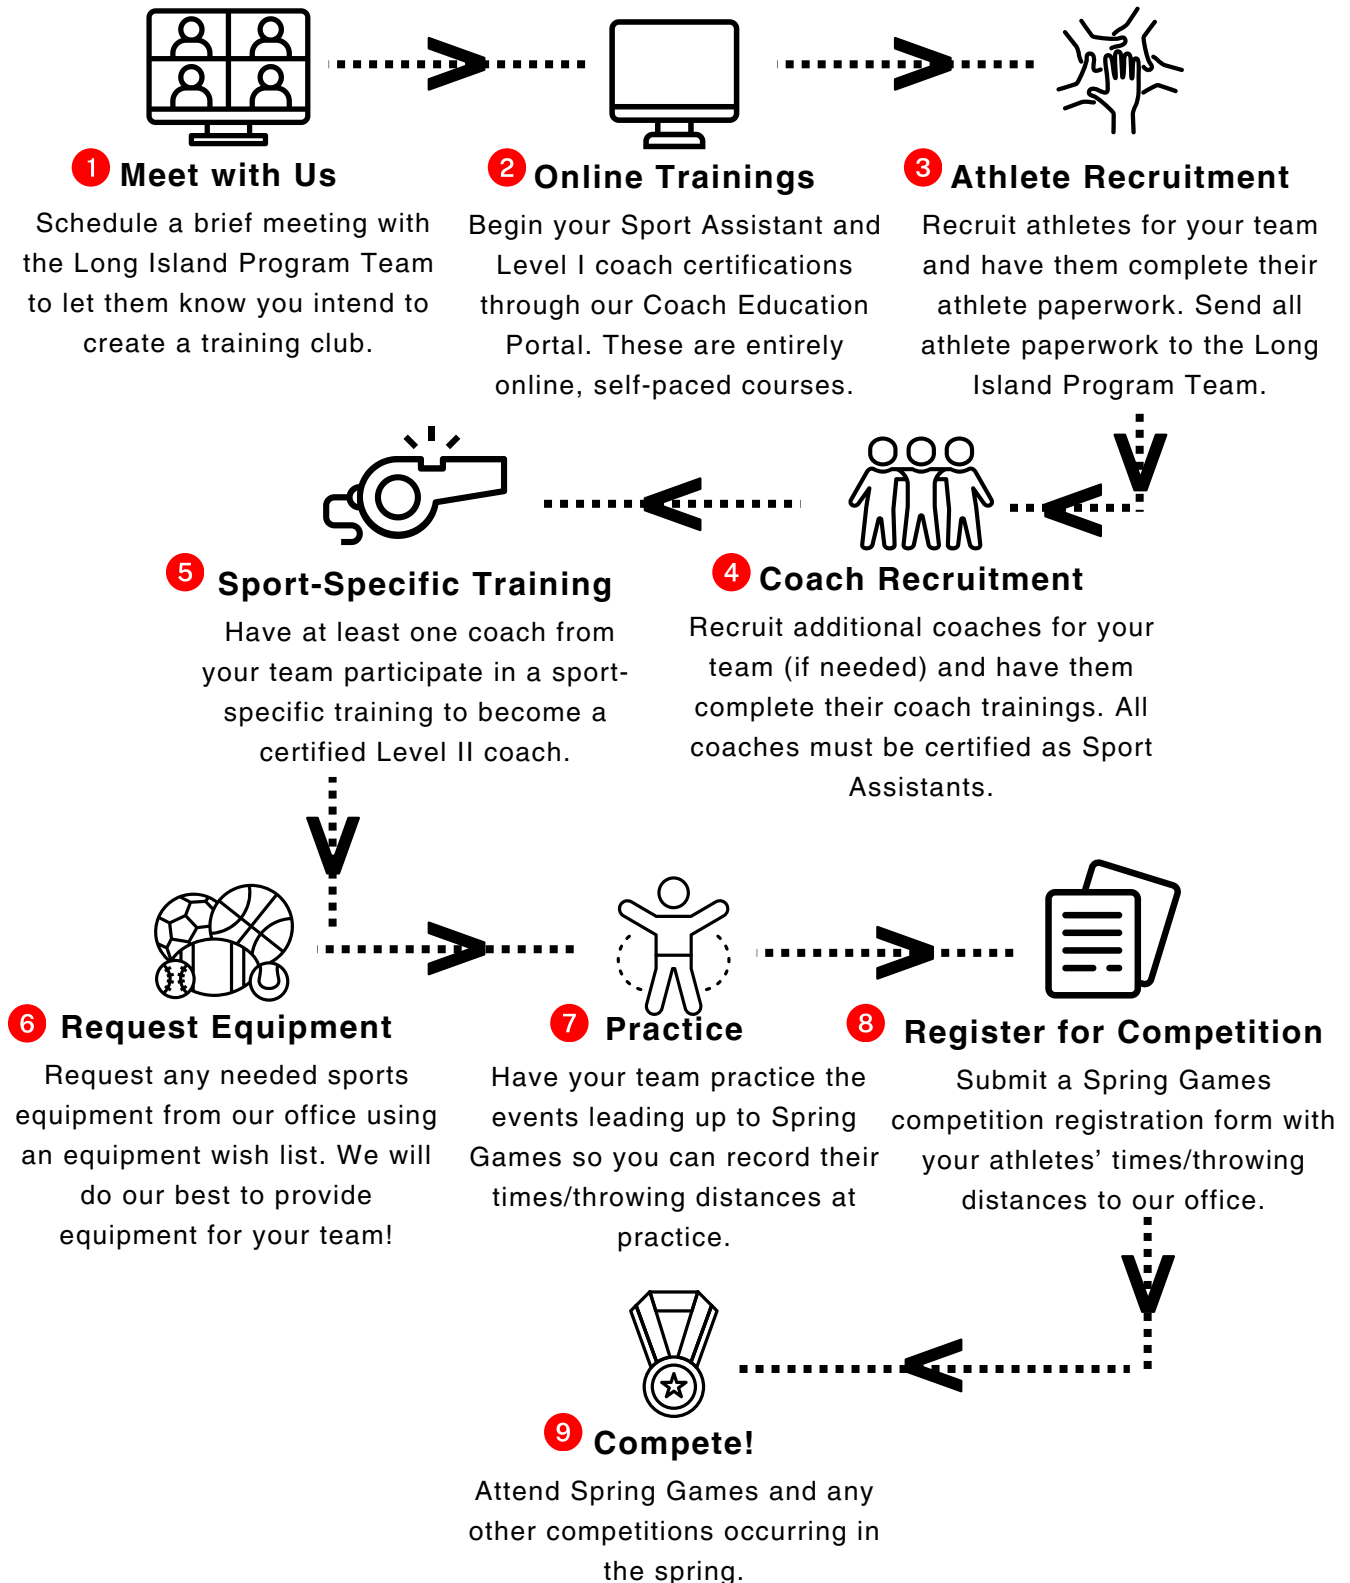 1 Meet with Us
Schedule a brief meeting with
the Long Island Program Team
to let them know you intend to
create a training club.
2 Online Trainings
Begin your Sport Assistant and
Level I coach certifications
through our Coach Education
Portal. These are entirely
online, self-paced courses.
3 Athlete Recruitment
Recruit athletes for your team
and have them complete their
athlete paperwork. Send all
athlete paperwork to the Long
Island Program Team.
4 Coach Recruitment
Recruit additional coaches for your
team (if needed) and have them
complete their coach trainings. All
coaches must be certified as Sport
Assistants.
5 Sport-Specific Training
Have at least one coach from
your team participate in a sport-
specific training to become a
certified Level II coach.
6 Request Equipment
Request any needed sports
equipment from our office using
an equipment wish list. We will
do our best to provide
equipment for your team!
7 Practice
Have your team practice the
events leading up to Spring
Games so you can record their
times/throwing distances at
practice.
8 Register for Competition
Submit a Spring Games
competition registration form with
your athletes’ times/throwing
distances to our office.
9 Compete!
Attend Spring Games and any
other competitions occurring in
the spring.